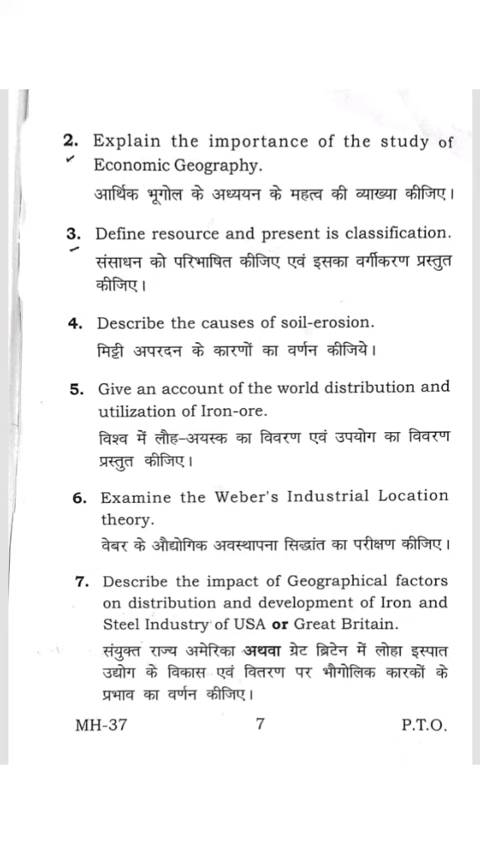 2. Explain the importance of the study of
Economic Geography.
आर्थिक भूगोल के अध्ययन के महत्व की व्याख्या कीजिए।
3. Define resource and present is classification.
संसाधन को परिभाषित कीजिए एवं इसका वर्गीकरण प्रस्तुत
कीजिए।
4. Describe the causes of soil-erosion.
मिट्टी अपरदन के कारणों का वर्णन कीजिये।
5. Give an account of the world distribution and
utilization of Iron-ore.
विश्व में लौह-अयस्क का विवरण एवं उपयोग का विवरण
प्रस्तुत कीजिए।
6. Examine the Weber's Industrial Location
theory.
वेबर के औद्योगिक अवस्थापना सिद्धांत का परीक्षण कीजिए।
7. Describe the impact of Geographical factors
on distribution and development of Iron and
Steel Industry of USA or Great Britain.
संयुक्त राज्य अमेरिका अथवा ग्रेट ब्रिटेन में लोहा इस्पात
उद्योग के विकास एवं वितरण पर भौगोलिक कारकों के
प्रभाव का वर्णन कीजिए।
MH-37 7 P.T.O.